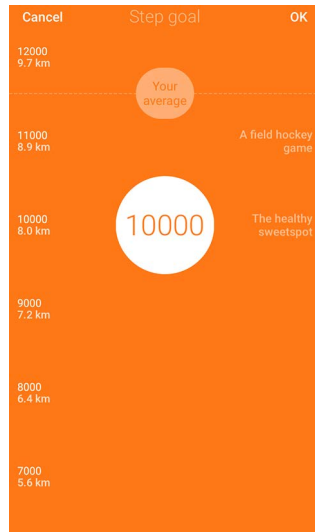 Cancel Step goal OK
12000
9.7 km
Your
average
11000
8.9 km
A field hockey
game
10000
8.0 km
10000
The healthy
sweetspot
9000
7.2 km
8000
6.4 km
7000
5.6 km